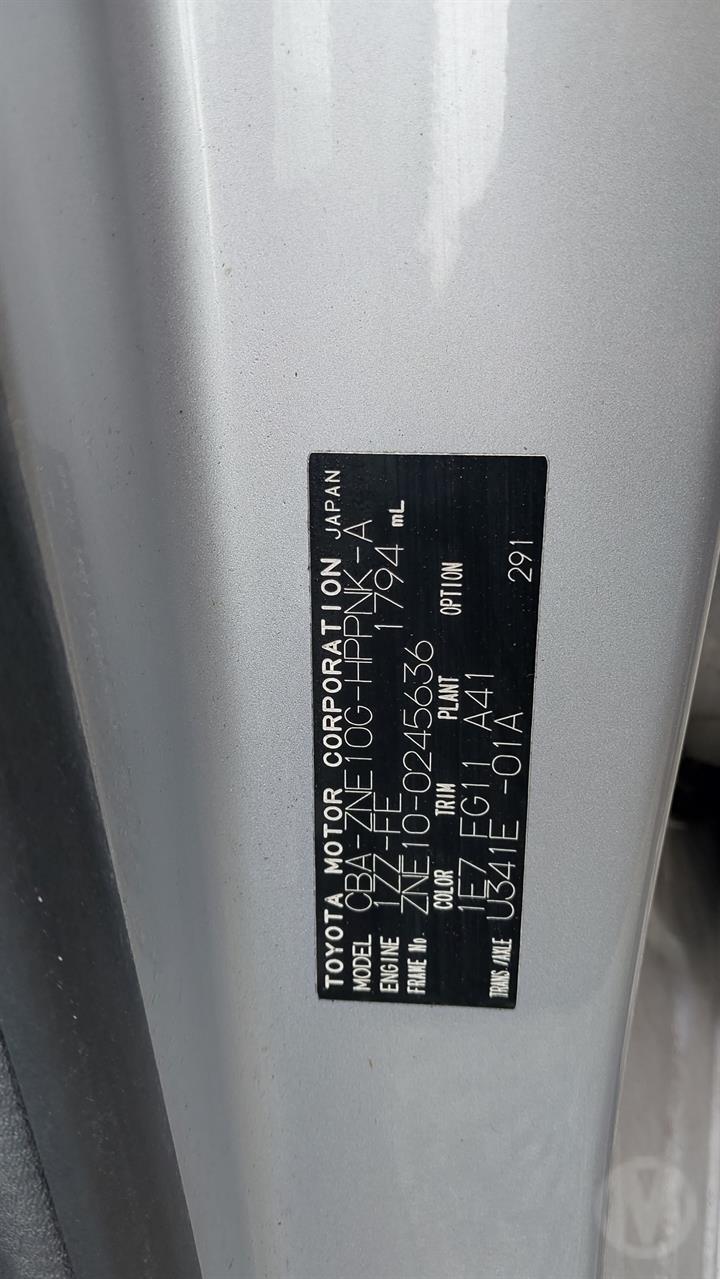 TOYOTA MOTOR CORPORATION JAPAN
MODEL CBA-ZNE10G-HPPNK-A
ENGINE 1ZZ-FE 1794 mL
FRAME No. ZNE10-0245636
COLOR TRIM PLANT OPTION
1E7 FG11 A41
TRANS/AXLE U341E -01A 291
M